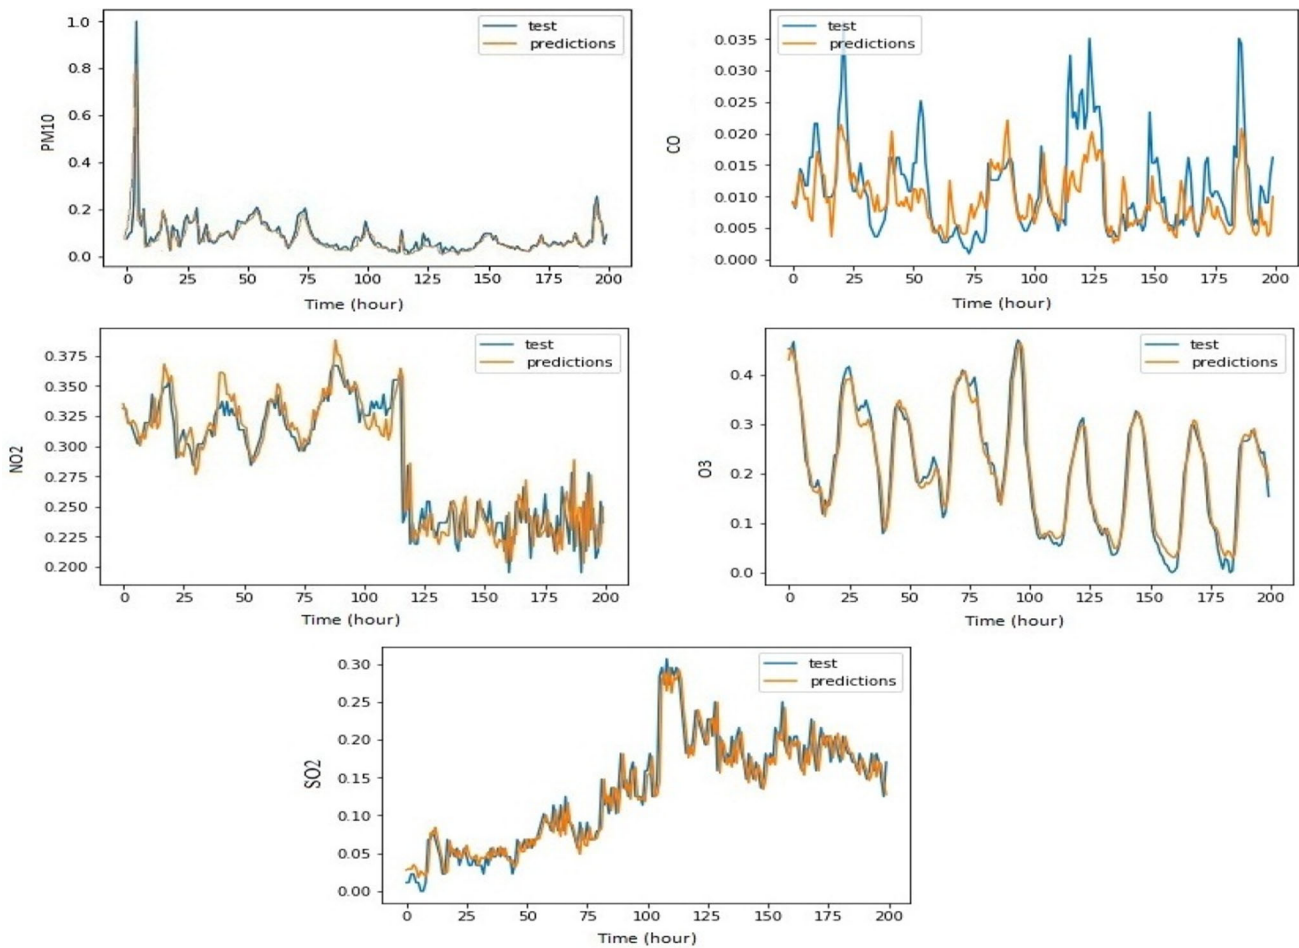 PM10
1.0
0.8
0.6
0.4
0.2
0.0
test
predictions
0 25 50 75 100 125 150 175 200
Time (hour)
CO
0.035
0.030
0.025
0.020
0.015
0.010
0.005
0.000
test
predictions
0 25 50 75 100 125 150 175 200
Time (hour)
NO2
0.375
0.350
0.325
0.300
0.275
0.250
0.225
0.200
test
predictions
0 25 50 75 100 125 150 175 200
Time (hour)
O3
0.4
0.3
0.2
0.1
0.0
test
predictions
0 25 50 75 100 125 150 175 200
Time (hour)
SO2
0.30
0.25
0.20
0.15
0.10
0.05
0.00
test
predictions
0 25 50 75 100 125 150 175 200
Time (hour)